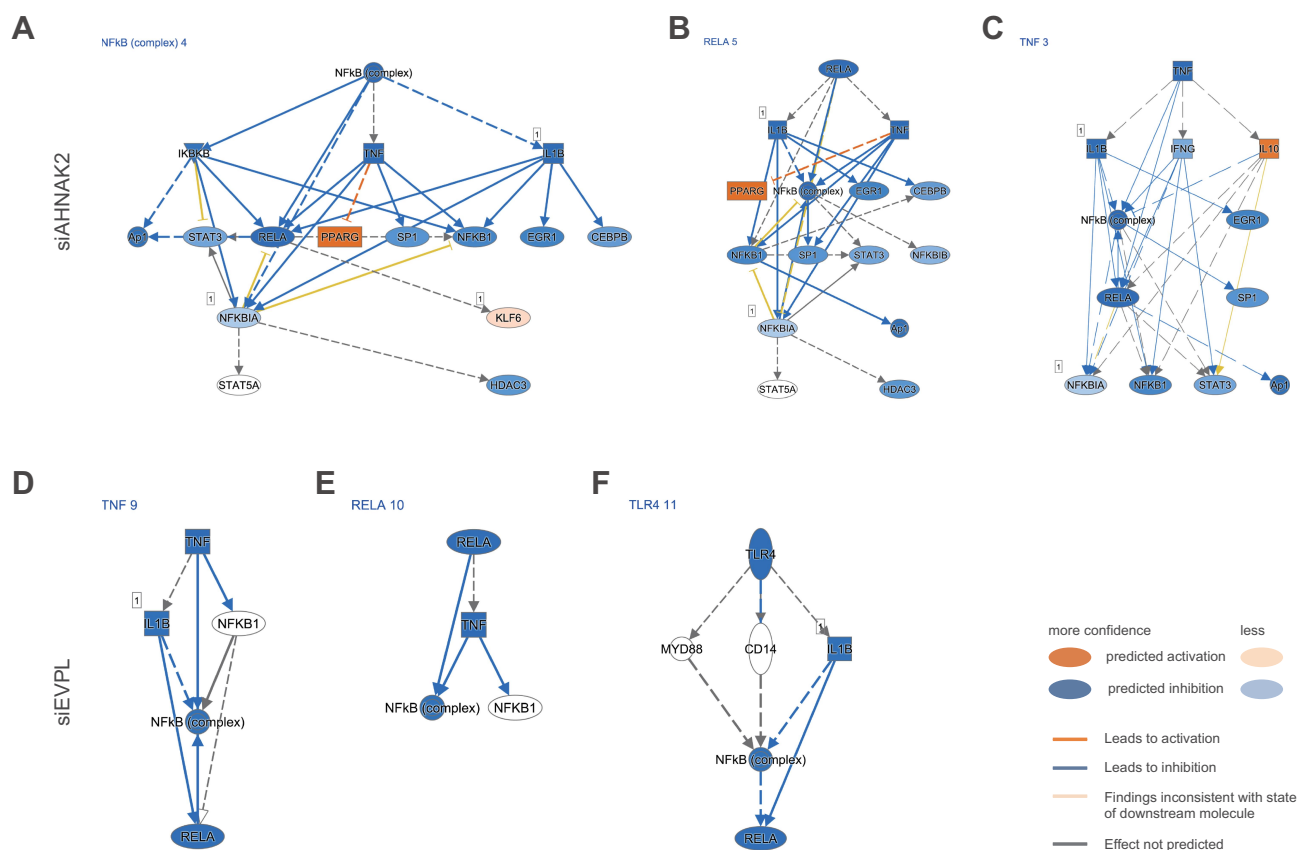 A
NFkB (complex) 4
siAHNAK2
NFkB (complex)
1
IKBKB
TNF
IL1B
Ap1
STAT3
RELA
PPARG
SP1
NFKB1
EGR1
CEBPB
1
NFKBIA
1
KLF6
STAT5A
HDAC3
B
RELA 5
RELA
1
IL1B
TNF
PPARG
NFkB (complex)
EGR1
CEBPB
NFKB1
SP1
STAT3
NFKBIB
1
NFKBIA
Ap1
STAT5A
HDAC3
C
TNF 3
TNF
1
IL1B
IFNG
IL10
NFkB (complex)
EGR1
RELA
SP1
1
NFKBIA
NFKB1
STAT3
Ap1
D
TNF 9
siEVPL
TNF
1
IL1B
NFKB1
NFkB (complex)
RELA
E
RELA 10
RELA
TNF
NFkB (complex)
NFKB1
F
TLR4 11
TLR4
MYD88
CD14
1
IL1B
NFkB (complex)
RELA
more confidence
less
predicted activation
predicted inhibition
Leads to activation
Leads to inhibition
Findings inconsistent with state
of downstream molecule
Effect not predicted